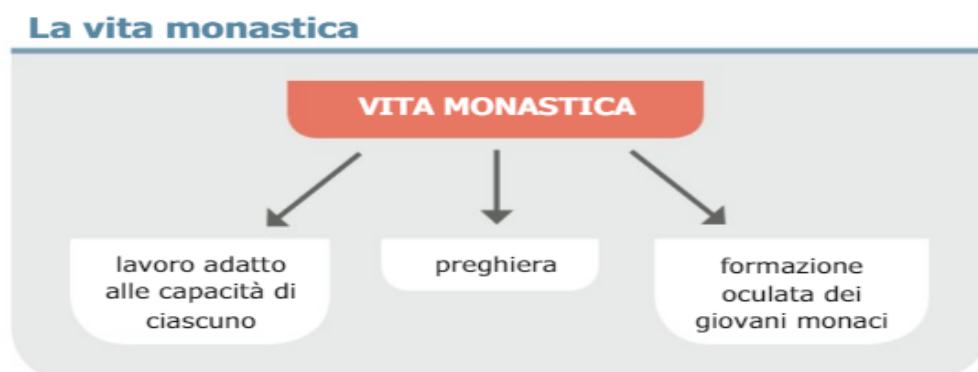 La vita monastica
VITA MONASTICA
lavoro adatto
alle capacità di
ciascuno
preghiera
formazione
oculata dei
giovani monaci